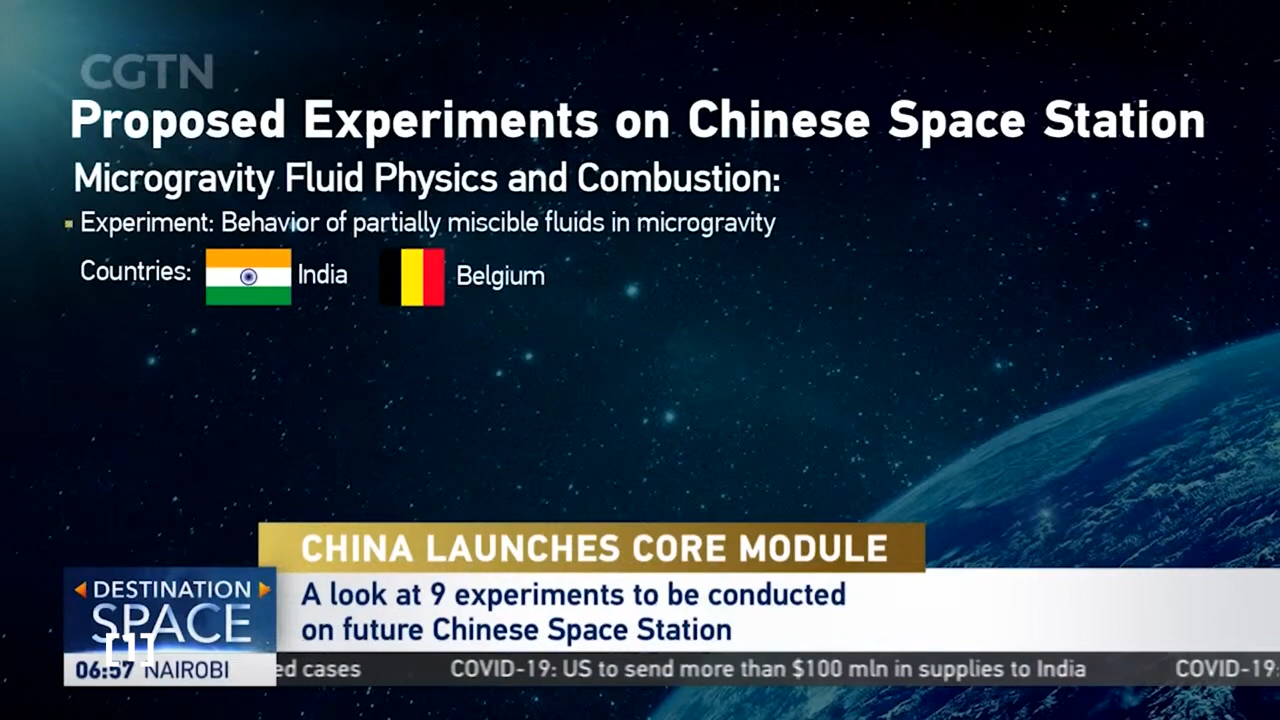 CGTN
Proposed Experiments on Chinese Space Station
Microgravity Fluid Physics and Combustion:
Experiment: Behavior of partially miscible fluids in microgravity
Countries: India Belgium
CHINA LAUNCHES CORE MODULE
DESTINATION
SPACE
A look at 9 experiments to be conducted
on future Chinese Space Station
[1]
06:57 NAIROBI
ed cases COVID-19: US to send more than $100 mln in supplies to India COVID-19: